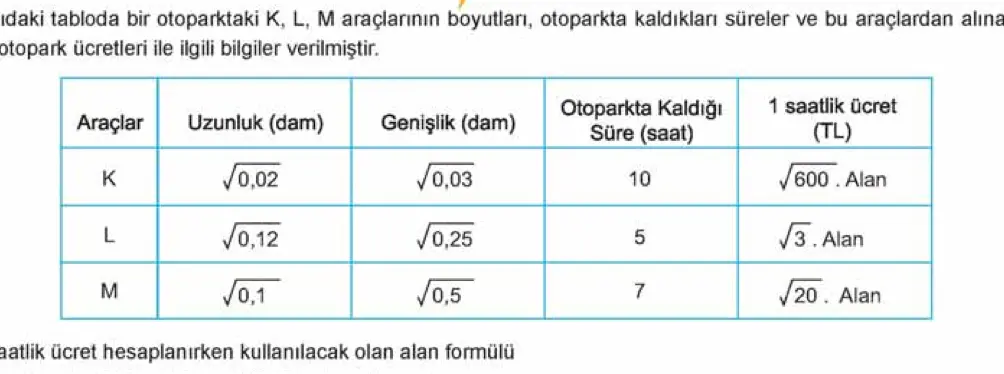 ıdaki tabloda bir otoparktaki K, L, M araçlarının boyutları, otoparkta kaldıkları süreler ve bu araçlardan alına
otopark ücretleri ile ilgili bilgiler verilmiştir.
Araçlar Uzunluk (dam) Genişlik (dam) Otoparkta Kaldığı Süre (saat) 1 saatlik ücret (TL)
K √0,02 √0,03 10 √600 . Alan
L √0,12 √0,25 5 √3 . Alan
M √0,1 √0,5 7 √20 . Alan
aatlik ücret hesaplanırken kullanılacak olan alan formülü